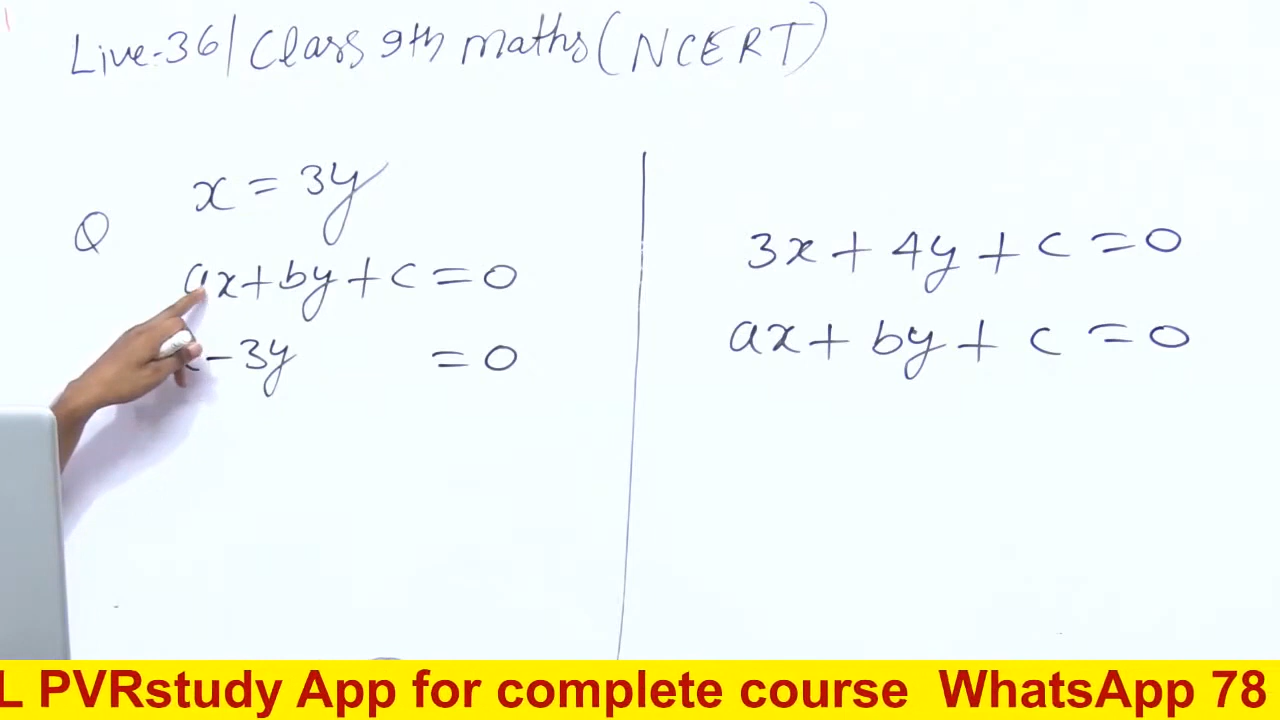 Live-36/ Class 9th maths (NCERT)
x = 3y
Q
ax + by + c = 0
- 3y = 0
3x + 4y + c = 0
ax + by + c = 0
L PVRstudy App for complete course WhatsApp 78